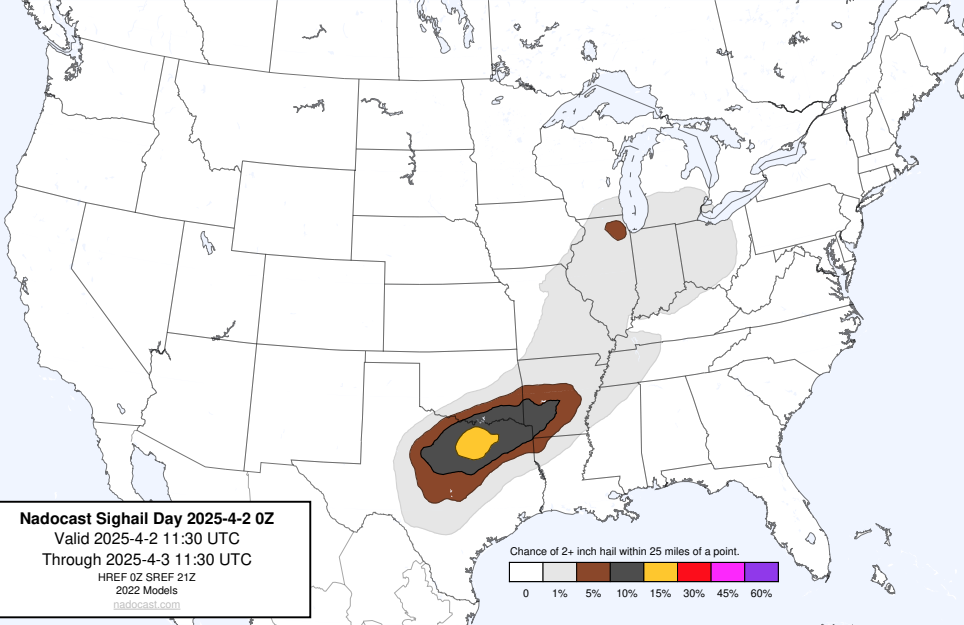 Nadocast Sighail Day 2025-4-2 0Z
Valid 2025-4-2 11:30 UTC
Through 2025-4-3 11:30 UTC
HREF 0Z SREF 21Z
2022 Models
nadocast.com
Chance of 2+ inch hail within 25 miles of a point.
0 1% 5% 10% 15% 30% 45% 60%